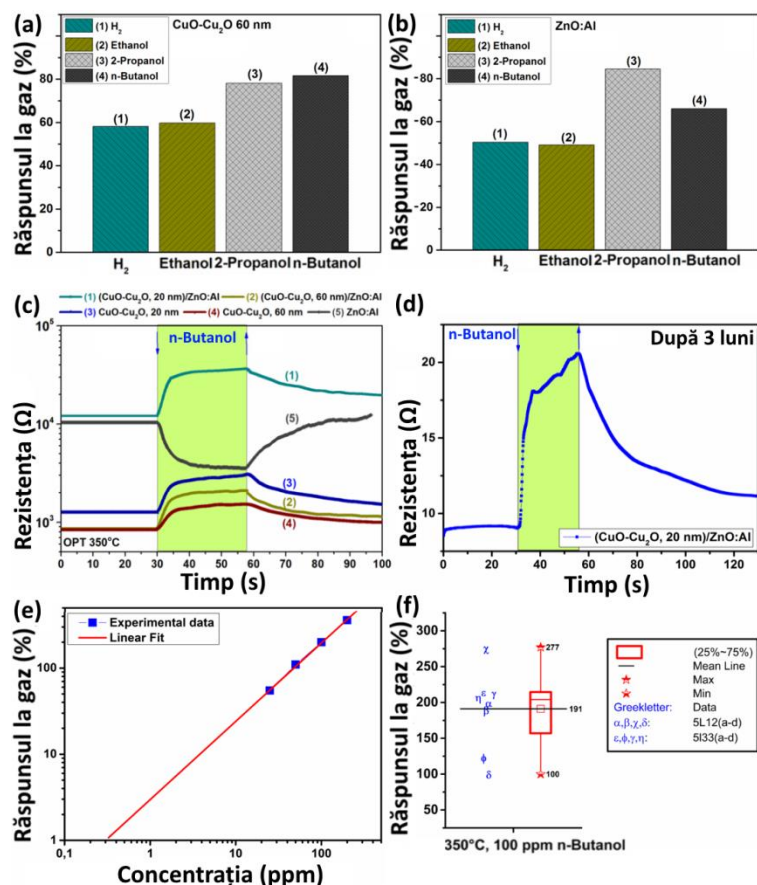 (a)
CuO-Cu₂O 60 nm
(1) H₂
(2) Ethanol
(3) 2-Propanol
(4) n-Butanol
Răspunsul la gaz (%)
100
80
60
40
20
0
(1)
(2)
(3)
(4)
H₂ Ethanol 2-Propanol n-Butanol
(b)
ZnO:Al
(1) H₂
(2) Ethanol
(3) 2-Propanol
(4) n-Butanol
Răspunsul la gaz (%)
-80
-60
-40
-20
0
(1)
(2)
(3)
(4)
H₂ Ethanol 2-Propanol n-Butanol
(c)
(1) (CuO-Cu₂O, 20 nm)/ZnO:Al (2) (CuO-Cu₂O, 60 nm)/ZnO:Al
(3) CuO-Cu₂O, 20 nm (4) CuO-Cu₂O, 60 nm (5) ZnO:Al
Rezistența (Ω)
10⁵
10⁴
10³
n-Butanol
(1)
(5)
(3)
(2)
(4)
OPT 350°C
0 10 20 30 40 50 60 70 80 90 100
Timp (s)
(d)
n-Butanol
După 3 luni
Rezistența (Ω)
20
15
10
(CuO-Cu₂O, 20 nm)/ZnO:Al
0 20 40 60 80 100 120
Timp (s)
(e)
Experimental data
Linear Fit
Răspunsul la gaz (%)
100
10
1
0,1 1 10 100
Concentrația (ppm)
(f)
Răspunsul la gaz (%)
300
250
200
150
100
50
χ
η ε γ
α
β
ϕ
δ
277
191
100
350°C, 100 ppm n-Butanol
(25%~75%)
Mean Line
Max
Min
Greekletter: Data
α,β,χ,δ: 5L12(a-d)
ε,ϕ,γ,η: 5I33(a-d)